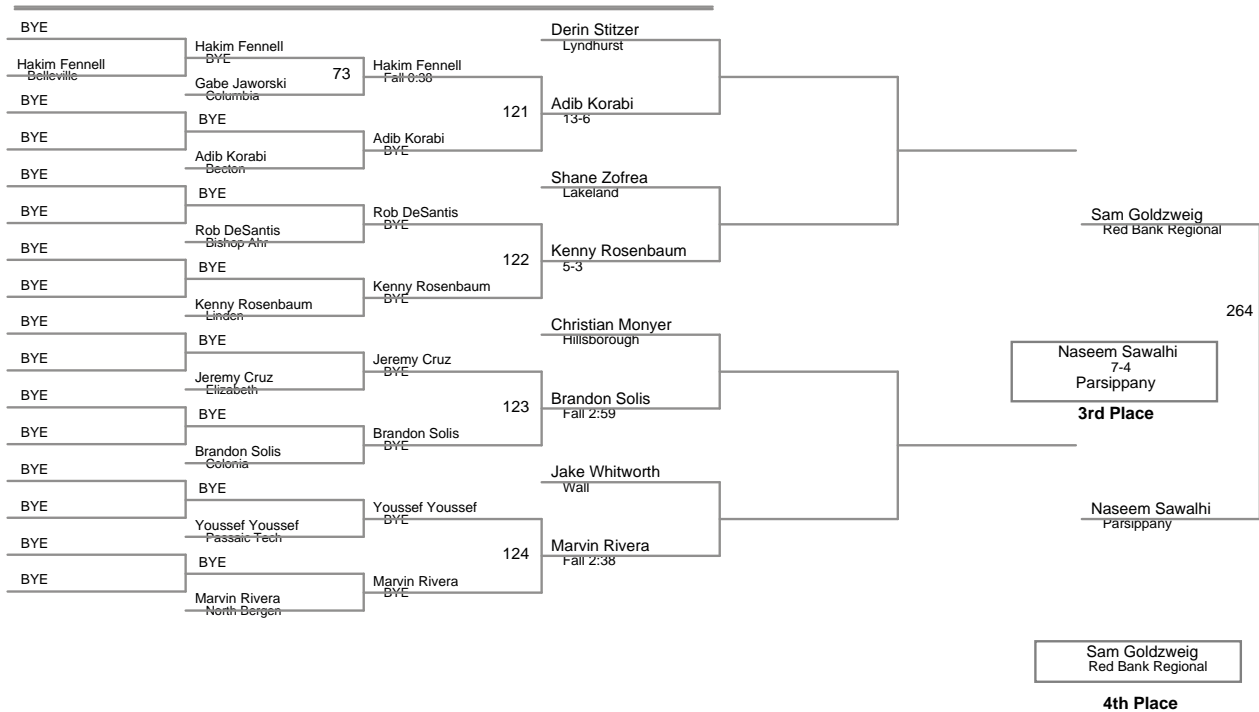 BYE
Hakim Fennell
Belleville
BYE
BYE
BYE
BYE
BYE
BYE
BYE
BYE
BYE
BYE
BYE
BYE
BYE
BYE
Hakim Fennell
BYE
Gabe Jaworski
Columbia
BYE
Adib Korabi
Becton
BYE
Rob DeSantis
Bishop Ahr
BYE
Kenny Rosenbaum
Linden
BYE
Jeremy Cruz
Elizabeth
BYE
Brandon Solis
Colonia
BYE
Youssef Youssef
Passaic Tech
BYE
Marvin Rivera
North Bergen
73
Hakim Fennell
Fall 0:38
Adib Korabi
BYE
Rob DeSantis
BYE
Kenny Rosenbaum
BYE
Jeremy Cruz
BYE
Brandon Solis
BYE
Youssef Youssef
BYE
Marvin Rivera
BYE
121
122
123
124
Derin Stitzer
Lyndhurst
Adib Korabi
13-6
Shane Zofrea
Lakeland
Kenny Rosenbaum
5-3
Christian Monyer
Hillsborough
Brandon Solis
Fall 2:59
Jake Whitworth
Wall
Marvin Rivera
Fall 2:38
Sam Goldzweig
Red Bank Regional
264
Naseem Sawalhi
7-4
Parsippany
3rd Place
Naseem Sawalhi
Parsippany
Sam Goldzweig
Red Bank Regional
4th Place